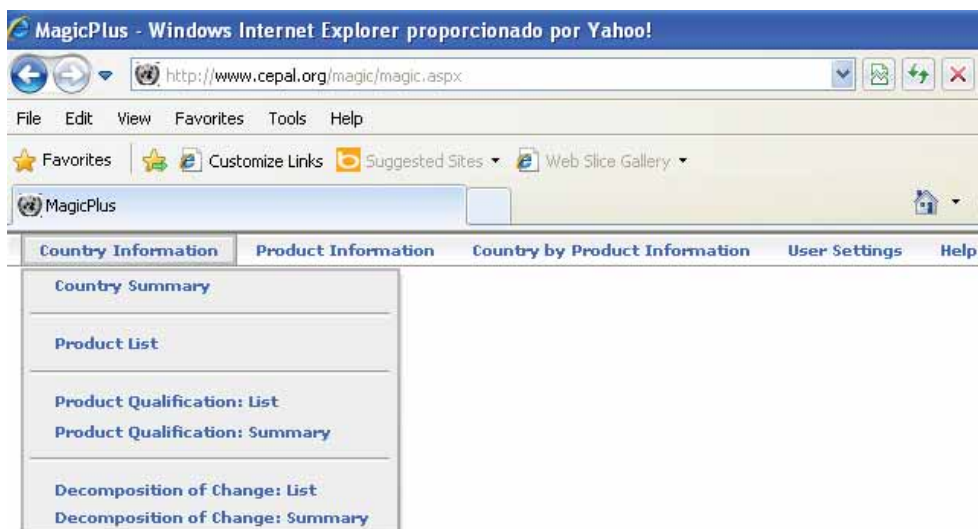 MagicPlus - Windows Internet Explorer proporcionado por Yahoo!
http://www.cepal.org/magic/magic.aspx
File Edit View Favorites Tools Help
Favorites Customize Links Suggested Sites Web Slice Gallery
MagicPlus
Country Information Product Information Country by Product Information User Settings Help
Country Summary
Product List
Product Qualification: List
Product Qualification: Summary
Decomposition of Change: List
Decomposition of Change: Summary